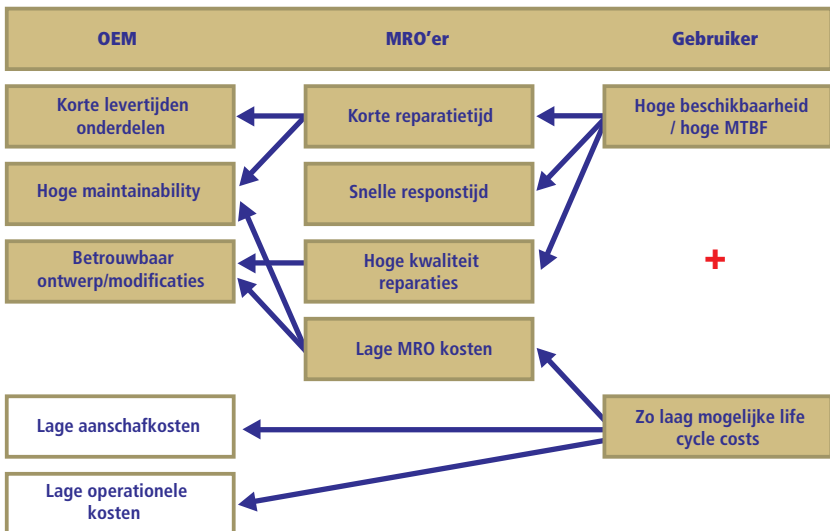 OEM
MRO'er
Gebruiker
Korte levertijden
onderdelen
Korte reparatietijd
Hoge beschikbaarheid
/ hoge MTBF
Hoge maintainability
Snelle responstijd
Betrouwbaar
ontwerp/modificaties
Hoge kwaliteit
reparaties
+
Lage MRO kosten
Lage aanschafkosten
Zo laag mogelijke life
cycle costs
Lage operationele
kosten